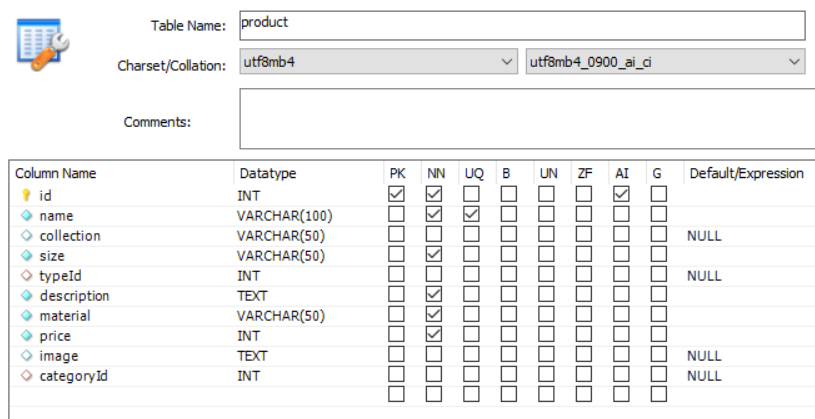 Table Name: product
Charset/Collation: utf8mb4 utf8mb4_0900_ai_ci
Comments:
Column Name Datatype PK NN UQ B UN ZF AI G Default/Expression
id INT
name VARCHAR(100)
collection VARCHAR(50) NULL
size VARCHAR(50)
typeId INT NULL
description TEXT
material VARCHAR(50)
price INT
image TEXT NULL
categoryId INT NULL